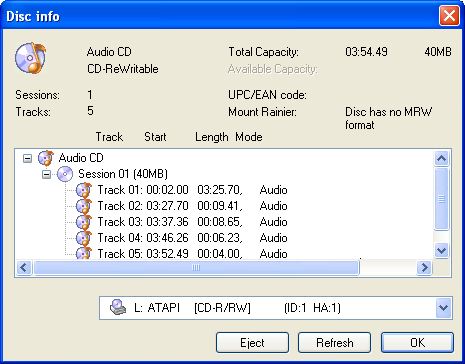 Disc info
Audio CD Total Capacity: 03:54.49 40MB
CD-ReWritable Available Capacity:
Sessions: 1 UPC/EAN code:
Tracks: 5 Mount Rainier: Disc has no MRW format
Track Start Length Mode
Audio CD
Session 01 (40MB)
Track 01: 00:02.00 03:25.70, Audio
Track 02: 03:27.70 00:09.41, Audio
Track 03: 03:37.36 00:08.65, Audio
Track 04: 03:46.26 00:06.23, Audio
Track 05: 03:52.49 00:04.00, Audio
L: ATAPI [CD-R/RW] (ID:1 HA:1)
Eject Refresh OK